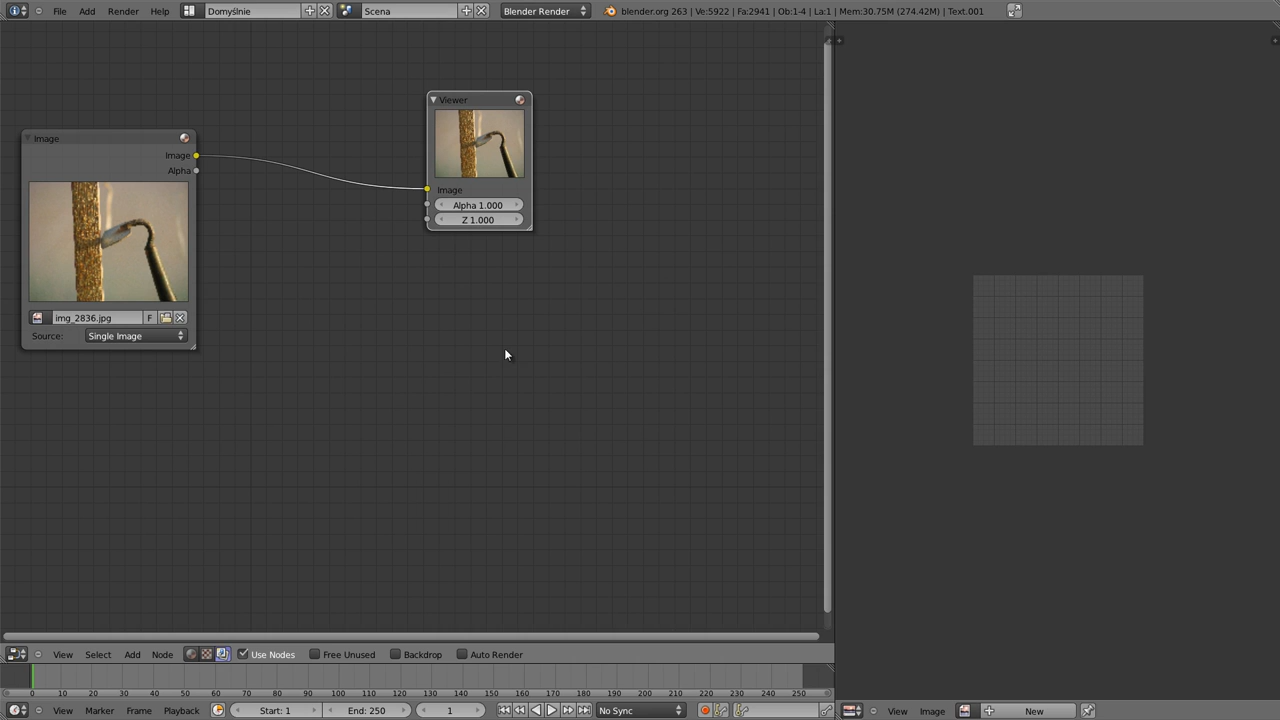 File Add Render Help Domyślnie Scena Blender Render blender.org 263 | Ve:5922 | Fa:2941 | Ob:1-4 | La:1 | Mem:30.75M (274.42M) | Text.001
Viewer
Image
Alpha 1.000
Z 1.000
Image
Image
Alpha
img_2836.jpg F
Source: Single Image
View Select Add Node Use Nodes Free Unused Backdrop Auto Render
0 10 20 30 40 50 60 70 80 90 100 110 120 130 140 150 160 170 180 190 200 210 220 230 240 250
View Marker Frame Playback Start: 1 End: 250 1 No Sync
View Image New